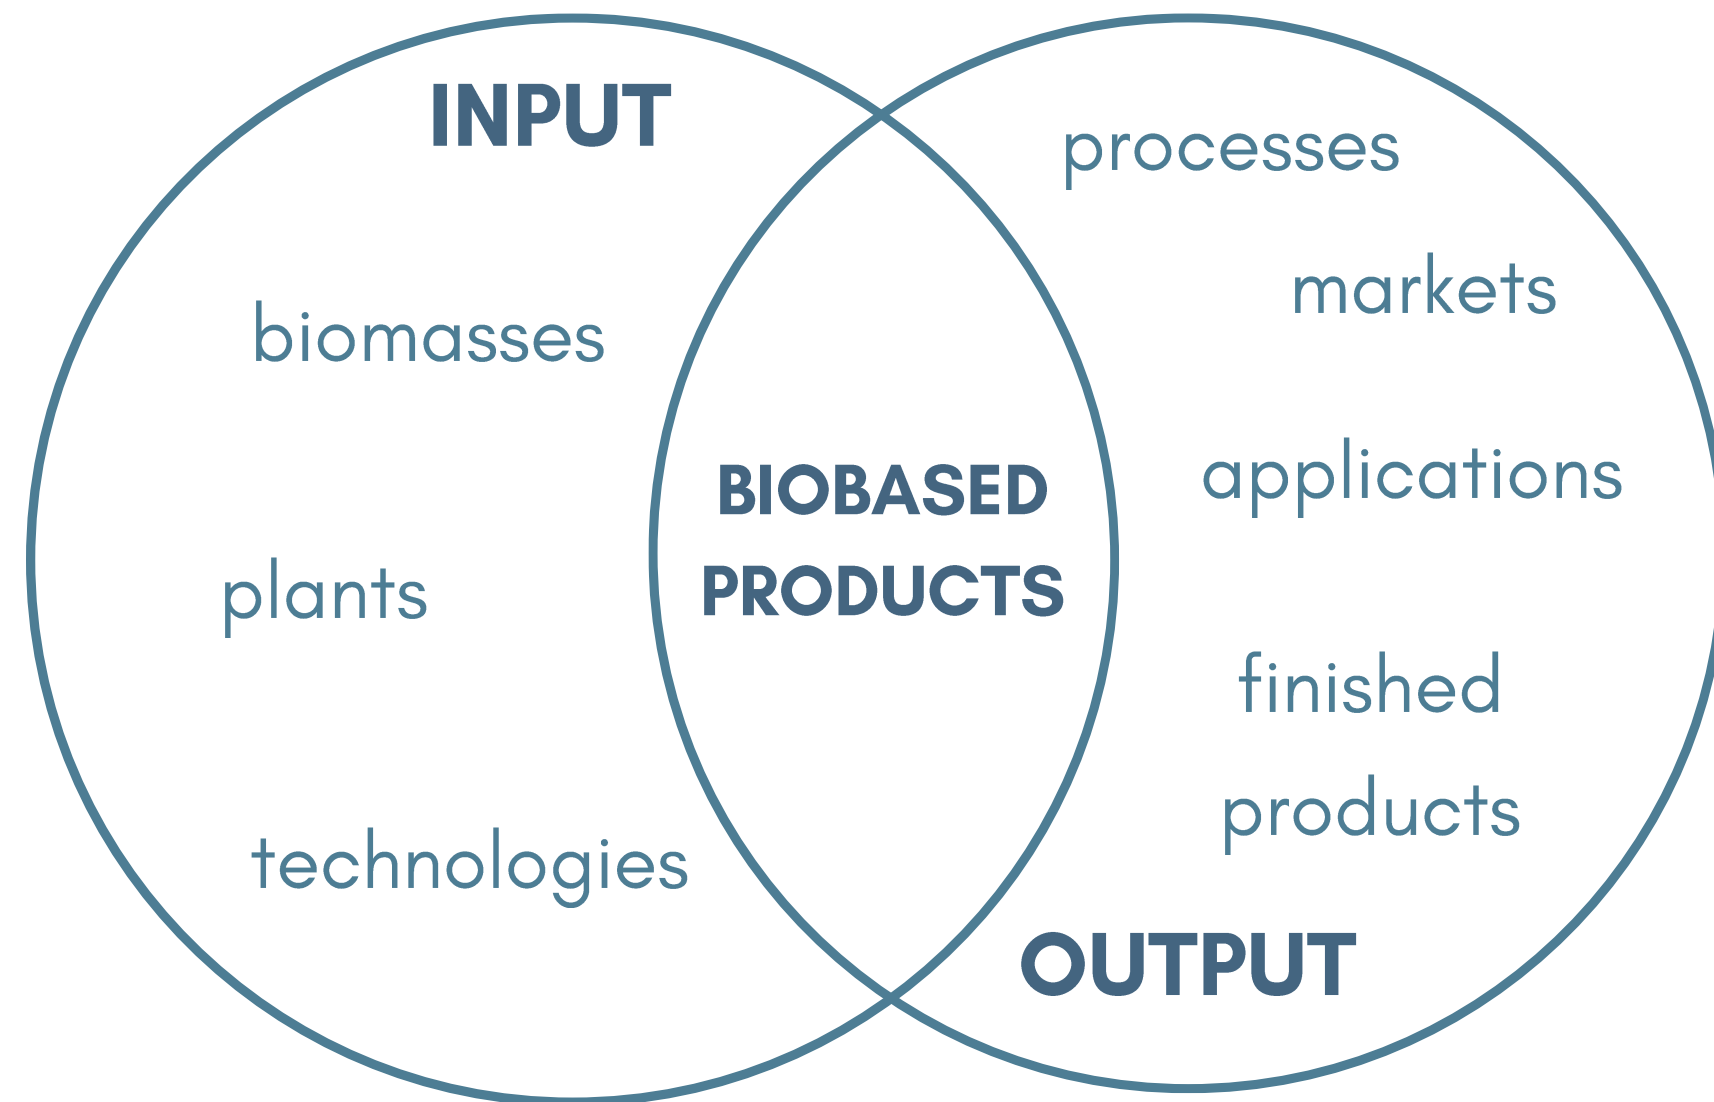 INPUT
biomasses
plants
technologies
BIOBASED
PRODUCTS
processes
markets
applications
finished
products
OUTPUT